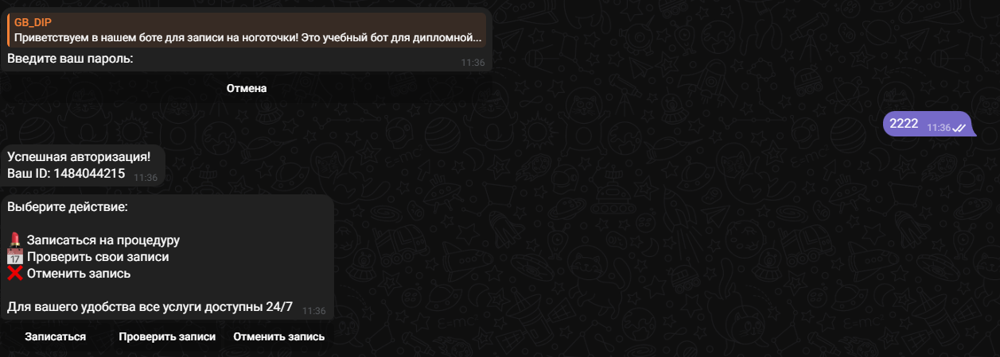 GB_DIP
Приветствуем в нашем боте для записи на ноготочки! Это учебный бот для дипломной...
Введите ваш пароль:
11:36
Отмена
2222 11:36
Успешная авторизация!
Ваш ID: 1484044215 11:36
Выберите действие:
💄 Записаться на процедуру
📅 Проверить свои записи
❌ Отменить запись
Для вашего удобства все услуги доступны 24/7 11:36
Записаться Проверить записи Отменить запись